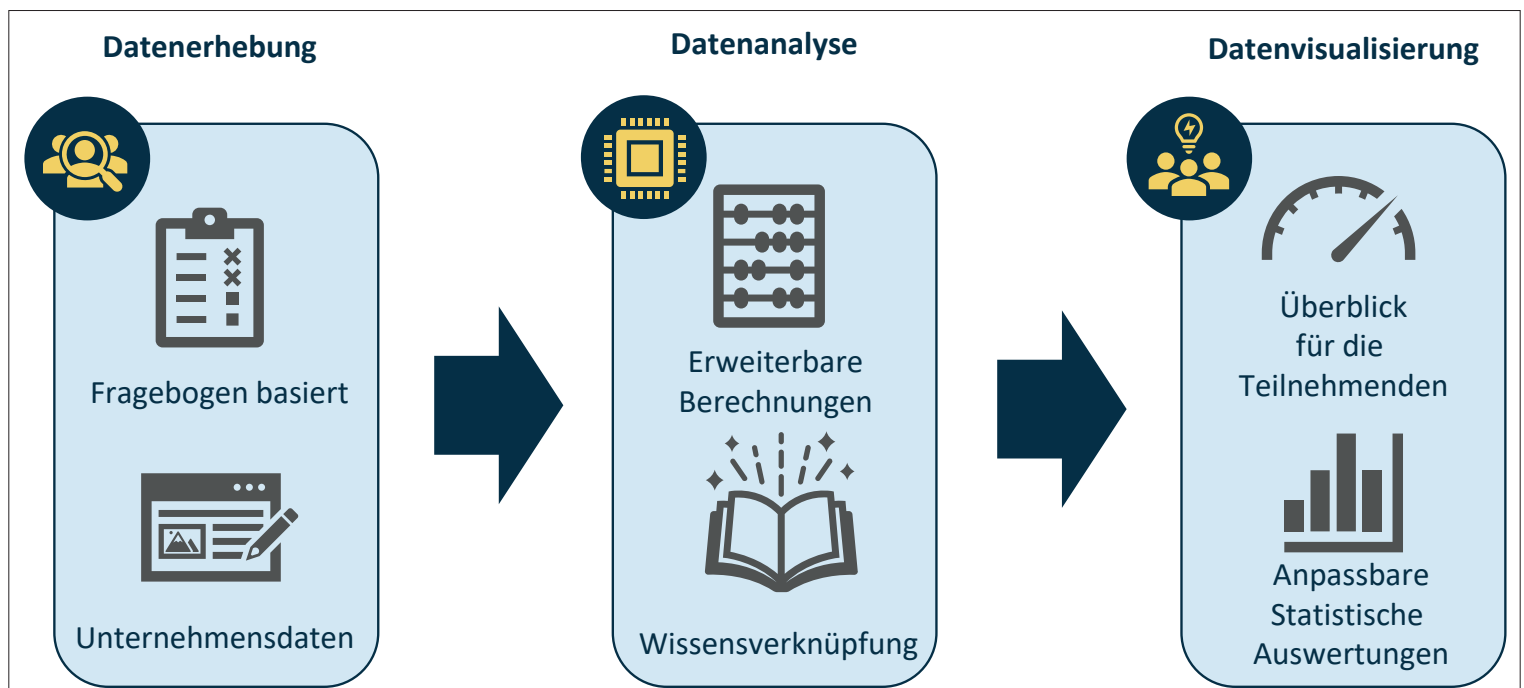 Datenerhebung
Fragebogen basiert
Unternehmensdaten
Datenanalyse
Erweiterbare
Berechnungen
Wissensverknüpfung
Datenvisualisierung
Überblick
für die
Teilnehmenden
Anpassbare
Statistische
Auswertungen